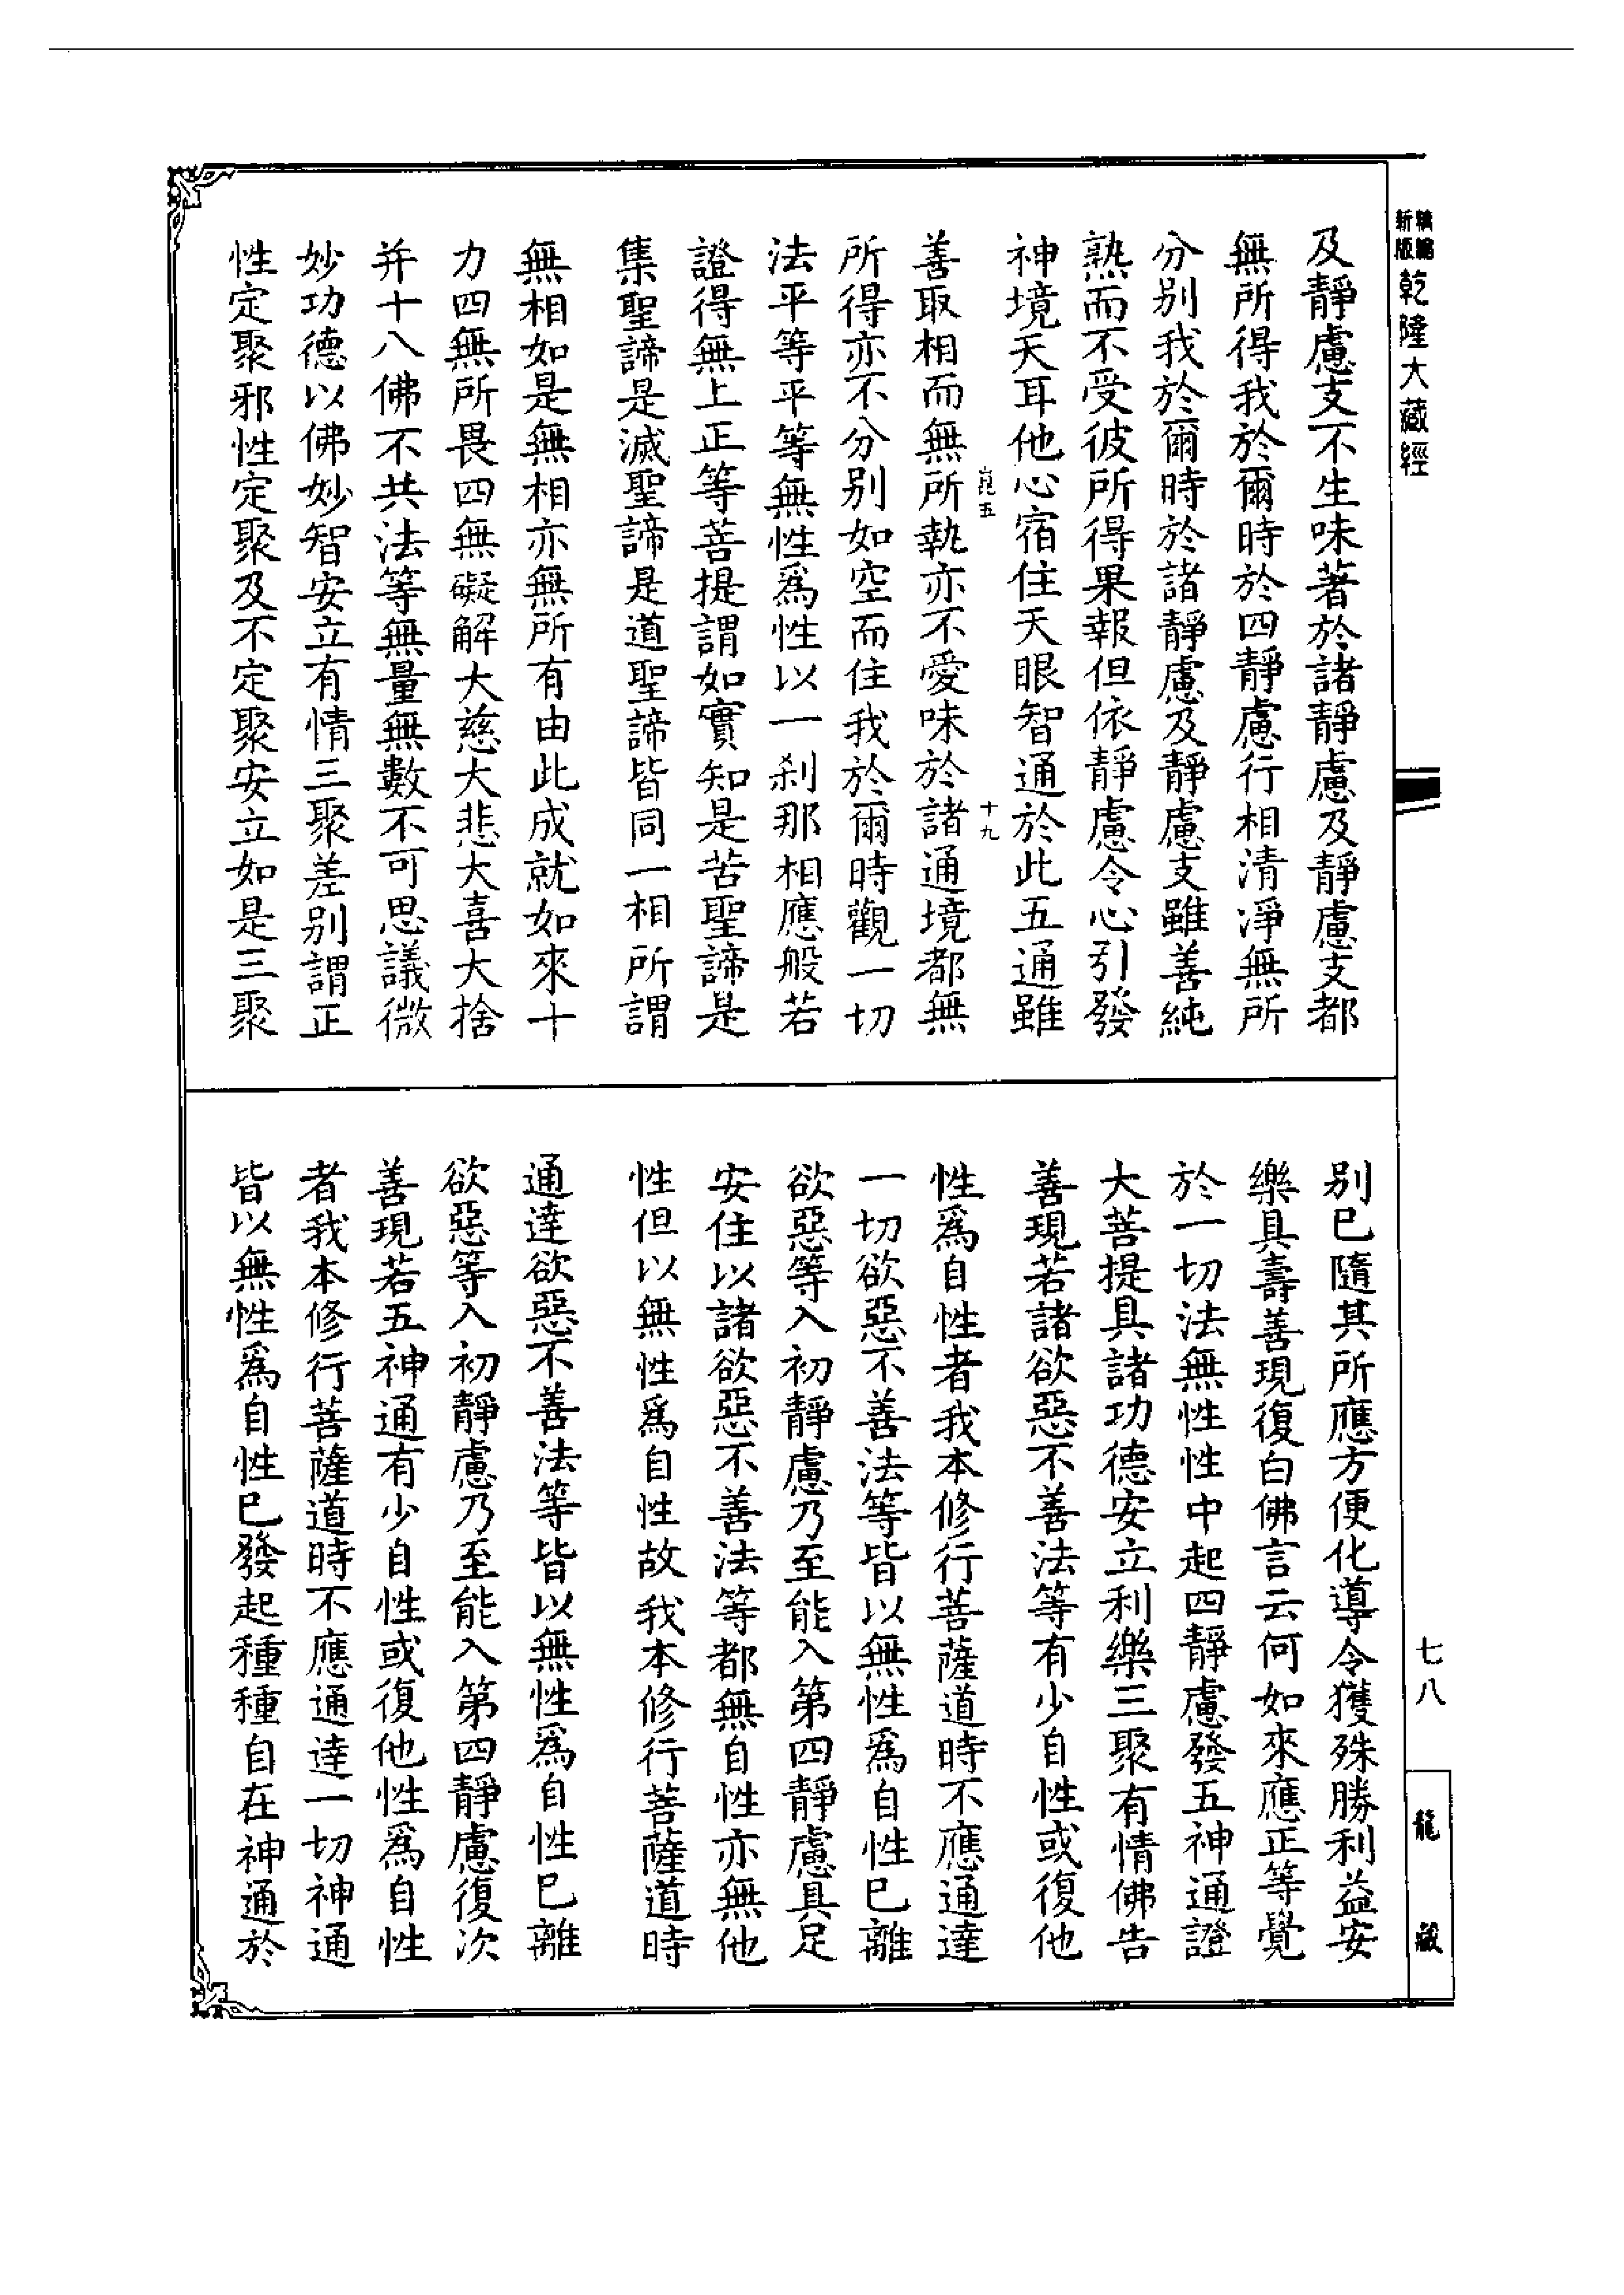 新編縮版
乾隆大藏經
及靜慮支不生味著於諸靜慮及靜慮支都
無所得我於爾時於四靜慮行相清淨無所
分別我於爾時於諸靜慮及靜慮支雖善純
熟而不受彼所得果報但依靜慮令心引發
神境天耳他心宿住天眼智通於此五通雖
崑五
十九
善取相而無所執亦不愛味於諸通境都無
所得亦不分別如空而住我於爾時觀一切
法平等平等無性爲性以一刹那相應般若
證得無上正等菩提謂如實知是苦聖諦是
集聖諦是滅聖諦是道聖諦皆同一相所謂
無相如是無相亦無所有由此成就如來十
力四無所畏四無礙解大慈大悲大喜大捨
并十八佛不共法等無量無數不可思議微
妙功德以佛妙智安立有情三聚差別謂正
性定聚邪性定聚及不定聚安立如是三聚
別已隨其所應方便化導令獲殊勝利益安
樂具壽善現復白佛言云何如來應正等覺
於一切法無性性中起四靜慮發五神通證
大菩提具諸功德安立利樂三聚有情佛告
善現若諸欲惡不善法等有少自性或復他
性爲自性者我本修行菩薩道時不應通達
一切欲惡不善法等皆以無性爲自性已離
欲惡等入初靜慮乃至能入第四靜慮具足
安住以諸欲惡不善法等都無自性亦無他
性但以無性爲自性故我本修行菩薩道時
通達欲惡不善法等皆以無性爲自性已離
欲惡等入初靜慮乃至能入第四靜慮復次
善現若五神通有少自性或復他性爲自性
者我本修行菩薩道時不應通達一切神通
皆以無性爲自性已發起種種自在神通於
七八
龍藏